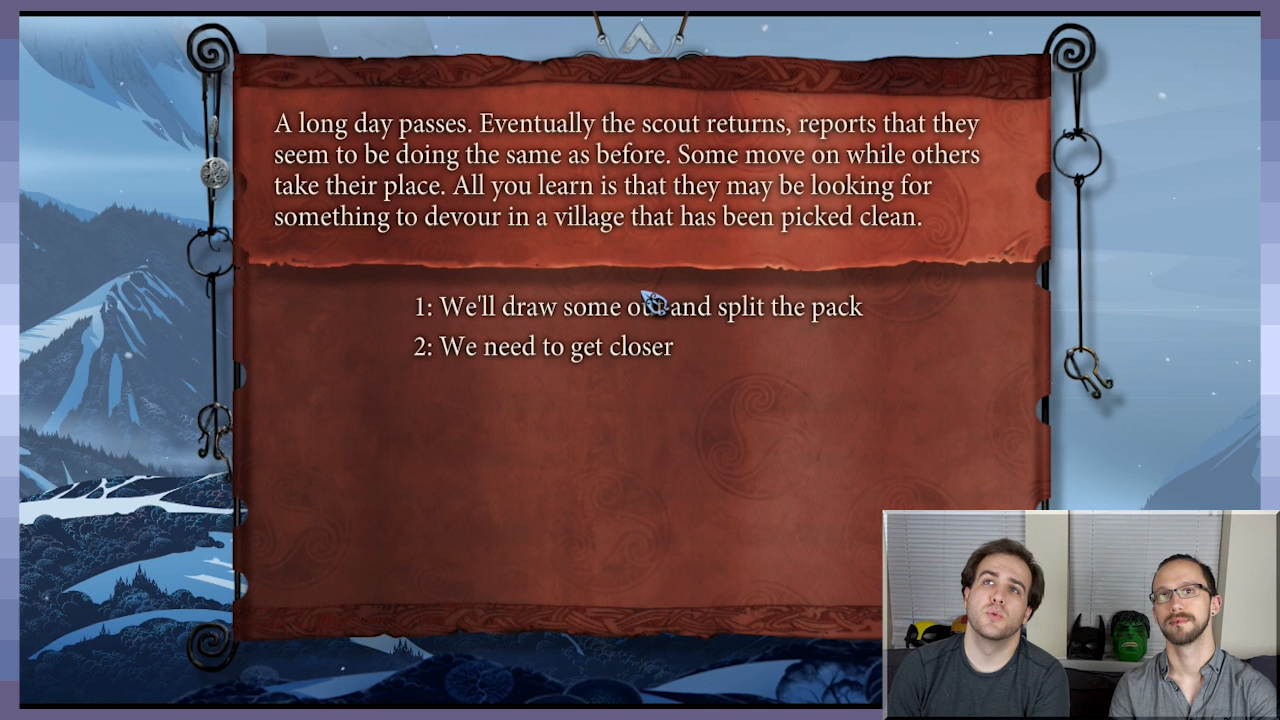 A long day passes. Eventually the scout returns, reports that they
seem to be doing the same as before. Some move on while others
take their place. All you learn is that they may be looking for
something to devour in a village that has been picked clean.
1: We'll draw some out and split the pack
2: We need to get closer